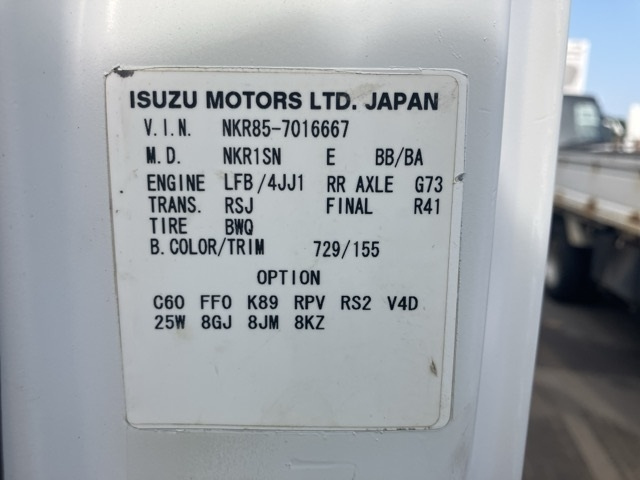 ISUZU MOTORS LTD. JAPAN
V.I.N. NKR85-7016667
M.D. NKR1SN E BB/BA
ENGINE LFB/4JJ1 RR AXLE G73
TRANS. RSJ FINAL R41
TIRE BWQ
B.COLOR/TRIM 729/155
OPTION
C60 FF0 K89 RPV RS2 V4D
25W 8GJ 8JM 8KZ